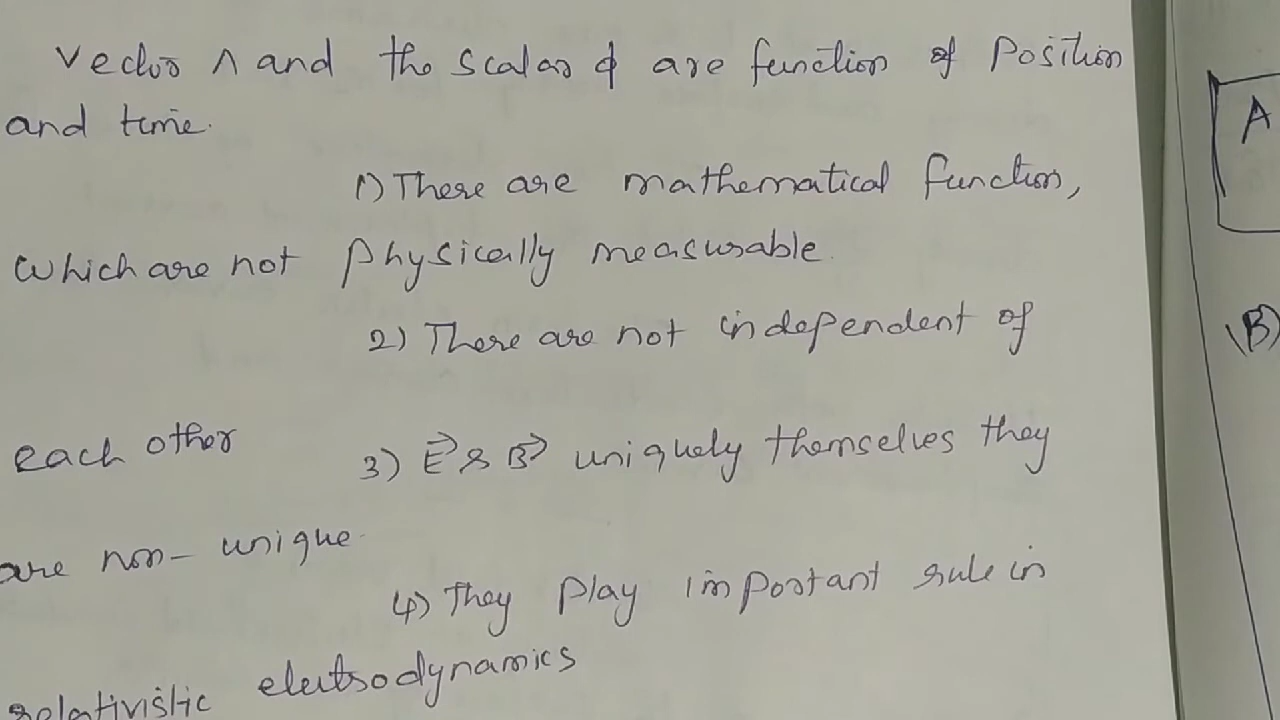 Vector A and the scalar ϕ are function of Position
and time.
1) There are mathematical function,
which are not physically measurable.
2) There are not independent of
each other
3) E⃗ & B⃗ uniquely themselves they
are non-unique.
4) They play important rule in
relativistic electrodynamics
A
(B)